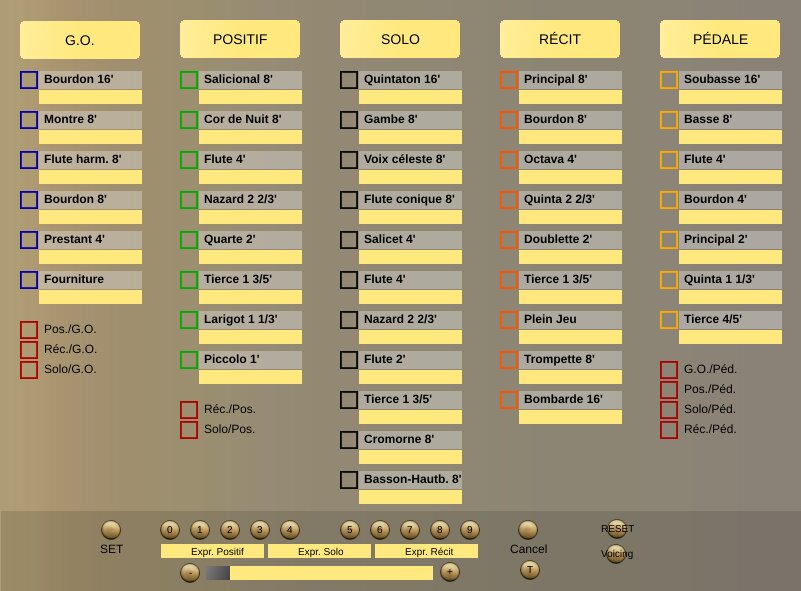 G.O.
Bourdon 16'
Montre 8'
Flute harm. 8'
Bourdon 8'
Prestant 4'
Fourniture
Pos./G.O.
Réc./G.O.
Solo/G.O.
POSITIF
Salicional 8'
Cor de Nuit 8'
Flute 4'
Nazard 2 2/3'
Quarte 2'
Tierce 1 3/5'
Larigot 1 1/3'
Piccolo 1'
Réc./Pos.
Solo/Pos.
SOLO
Quintaton 16'
Gambe 8'
Voix céleste 8'
Flute conique 8'
Salicet 4'
Flute 4'
Nazard 2 2/3'
Flute 2'
Tierce 1 3/5'
Cromorne 8'
Basson-Hautb. 8'
RÉCIT
Principal 8'
Bourdon 8'
Octava 4'
Quinta 2 2/3'
Doublette 2'
Tierce 1 3/5'
Plein Jeu
Trompette 8'
Bombarde 16'
PÉDALE
Soubasse 16'
Basse 8'
Flute 4'
Bourdon 4'
Principal 2'
Quinta 1 1/3'
Tierce 4/5'
G.O./Péd.
Pos./Péd.
Solo/Péd.
Réc./Péd.
SET
0 1 2 3 4 5 6 7 8 9
Expr. Positif Expr. Solo Expr. Récit
- +
Cancel
T
RESET
Voicing